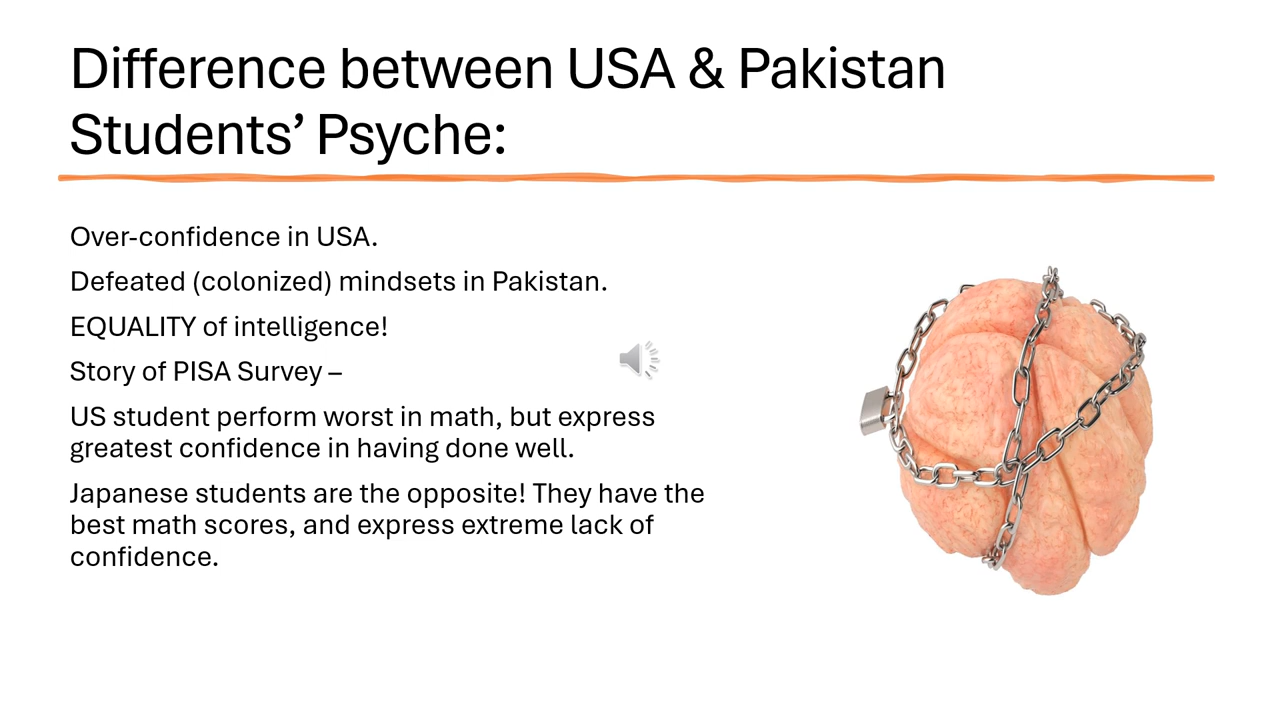 Difference between USA & Pakistan
Students’ Psyche:
Over-confidence in USA.
Defeated (colonized) mindsets in Pakistan.
EQUALITY of intelligence!
Story of PISA Survey –
US student perform worst in math, but express
greatest confidence in having done well.
Japanese students are the opposite! They have the
best math scores, and express extreme lack of
confidence.